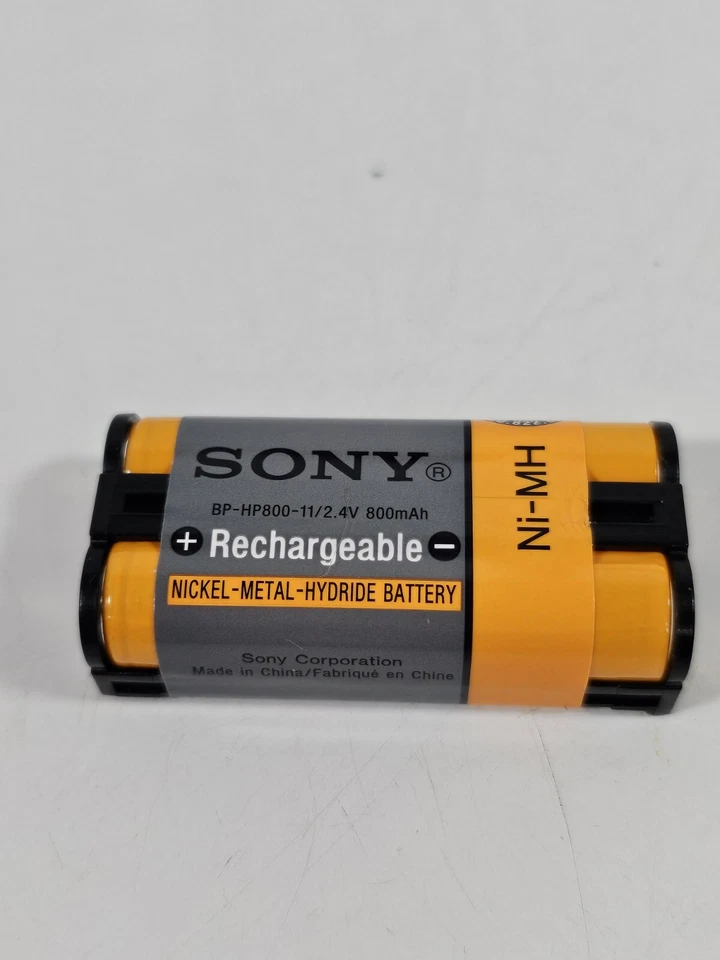 SONY®
BP-HP800-11/2.4V 800mAh
+ Rechargeable −
NICKEL-METAL-HYDRIDE BATTERY
Sony Corporation
Made in China/Fabriqué en Chine
Ni-MH